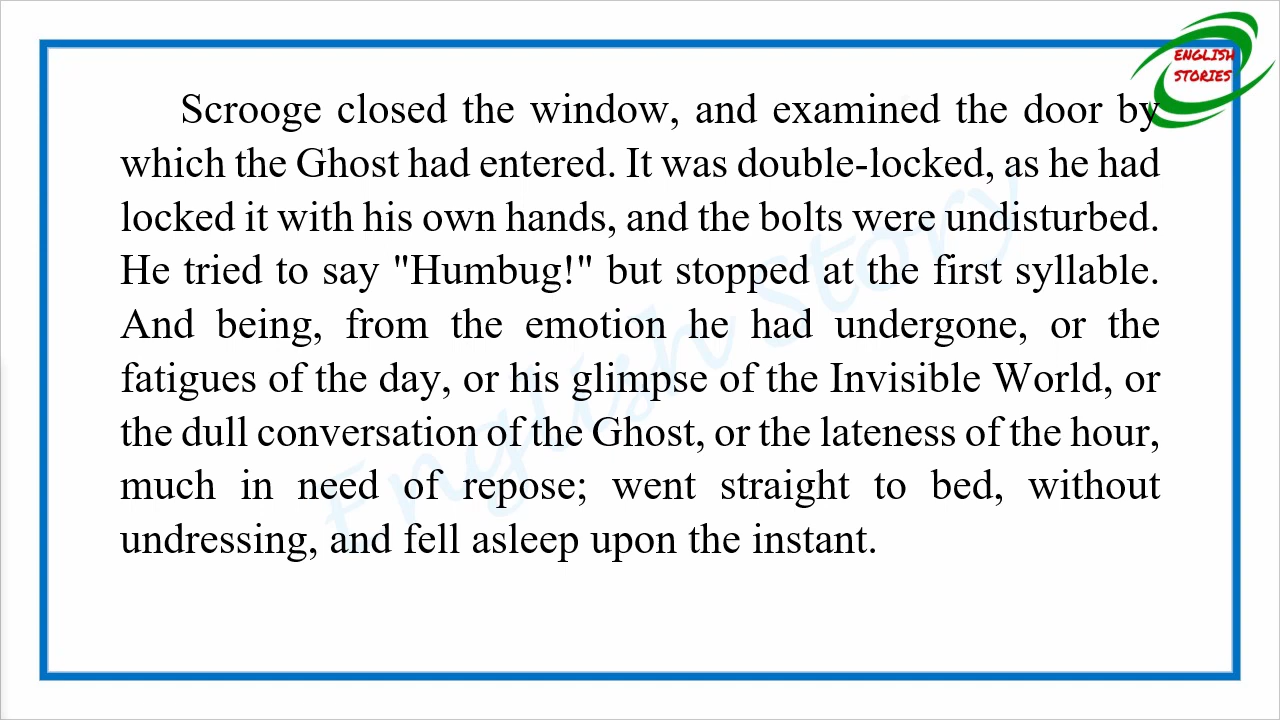 ENGLISH
STORIES
Scrooge closed the window, and examined the door by
which the Ghost had entered. It was double-locked, as he had
locked it with his own hands, and the bolts were undisturbed.
He tried to say "Humbug!" but stopped at the first syllable.
And being, from the emotion he had undergone, or the
fatigues of the day, or his glimpse of the Invisible World, or
the dull conversation of the Ghost, or the lateness of the hour,
much in need of repose; went straight to bed, without
undressing, and fell asleep upon the instant.
English Story